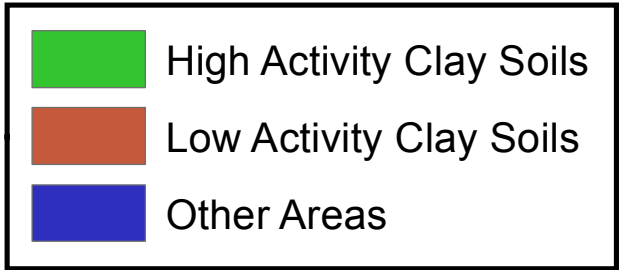 High Activity Clay Soils
Low Activity Clay Soils
Other Areas